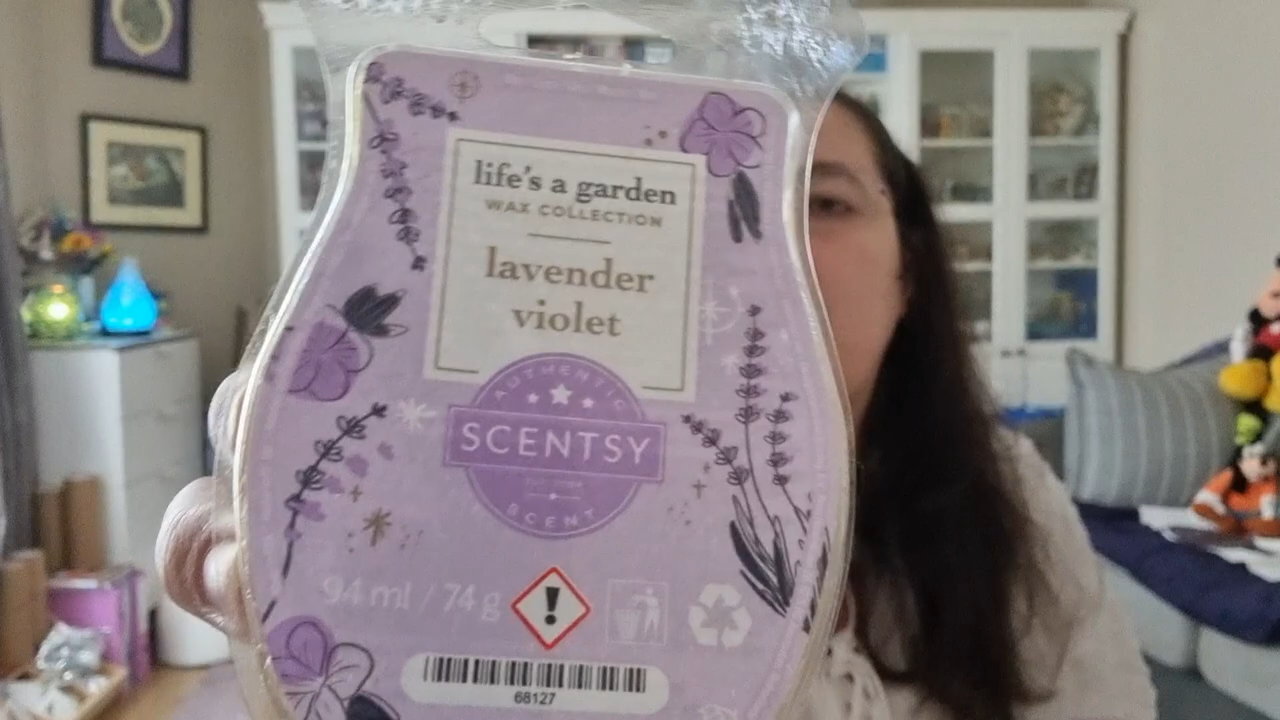 life's a garden
WAX COLLECTION
lavender
violet
AUTHENTIC
SCENTSY
SCENT
94 ml / 74 g
!
68127